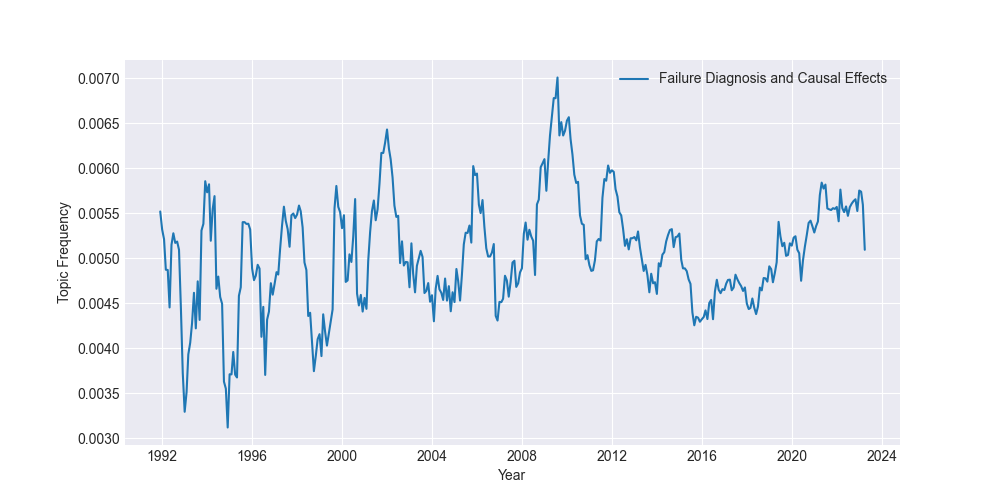 Failure Diagnosis and Causal Effects
0.0070
0.0065
0.0060
0.0055
0.0050
0.0045
0.0040
0.0035
0.0030
Topic Frequency
1992 1996 2000 2004 2008 2012 2016 2020 2024
Year